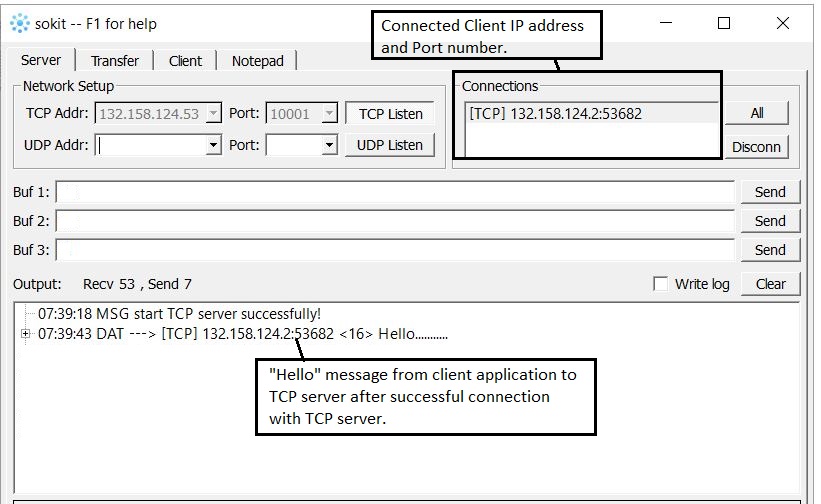 sokit -- F1 for help
Connected Client IP address
and Port number.
Server Transfer Client Notepad
Network Setup
Connections
TCP Addr: 132.158.124.53 Port: 10001 TCP Listen
[TCP] 132.158.124.2:53682
All
UDP Addr: Port: UDP Listen
Disconn
Buf 1: Send
Buf 2: Send
Buf 3: Send
Output: Recv 53 , Send 7 Write log Clear
07:39:18 MSG start TCP server successfully!
07:39:43 DAT ---> [TCP] 132.158.124.2:53682 <16> Hello...........
"Hello" message from client application to
TCP server after successful connection
with TCP server.